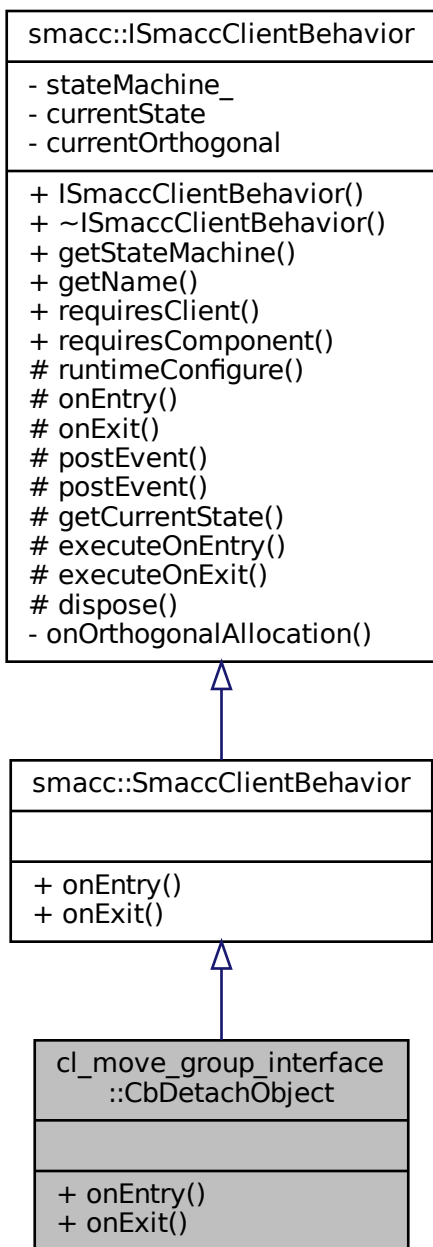 smacc::ISmaccClientBehavior
- stateMachine_
- currentState
- currentOrthogonal
+ ISmaccClientBehavior()
+ ~ISmaccClientBehavior()
+ getStateMachine()
+ getName()
+ requiresClient()
+ requiresComponent()
# runtimeConfigure()
# onEntry()
# onExit()
# postEvent()
# postEvent()
# getCurrentState()
# executeOnEntry()
# executeOnExit()
# dispose()
- onOrthogonalAllocation()
smacc::SmaccClientBehavior
+ onEntry()
+ onExit()
cl_move_group_interface
::CbDetachObject
+ onEntry()
+ onExit()